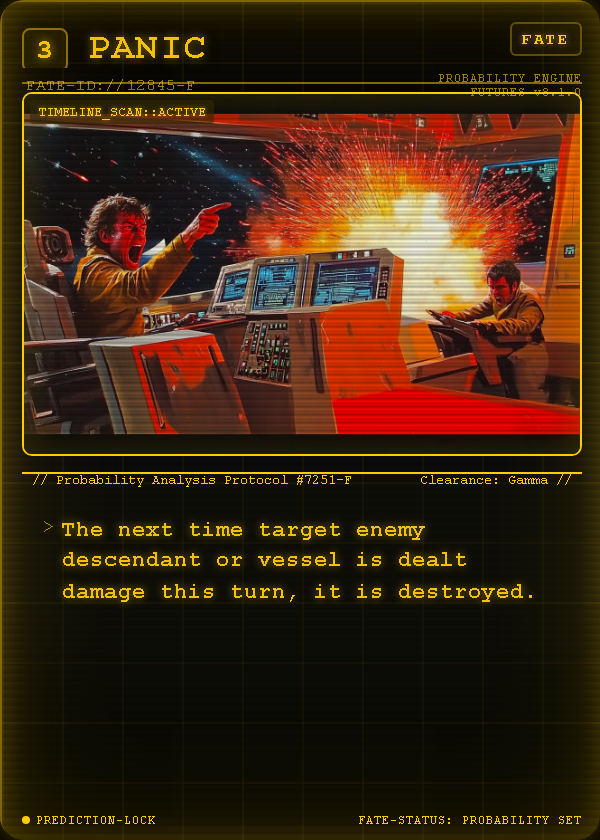 3 PANIC FATE
FATE-ID://12845-F
PROBABILITY ENGINE
FUTURES v8.1.0
TIMELINE_SCAN::ACTIVE
// Probability Analysis Protocol #7251-F Clearance: Gamma //
> The next time target enemy
descendant or vessel is dealt
damage this turn, it is destroyed.
PREDICTION-LOCK FATE-STATUS: PROBABILITY SET